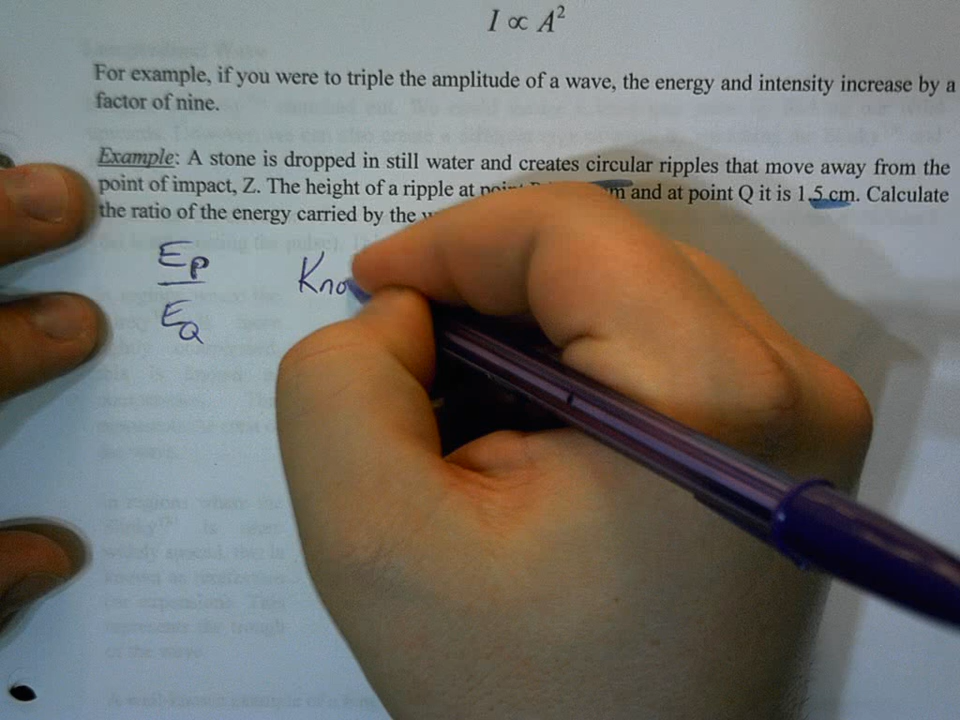 I ∝ A²
For example, if you were to triple the amplitude of a wave, the energy and intensity increase by a
factor of nine.
Example: A stone is dropped in still water and creates circular ripples that move away from the
point of impact, Z. The height of a ripple at and at point Q it is 1.5 cm. Calculate
the ratio of the energy carried by the
E_P
E_Q
Kno